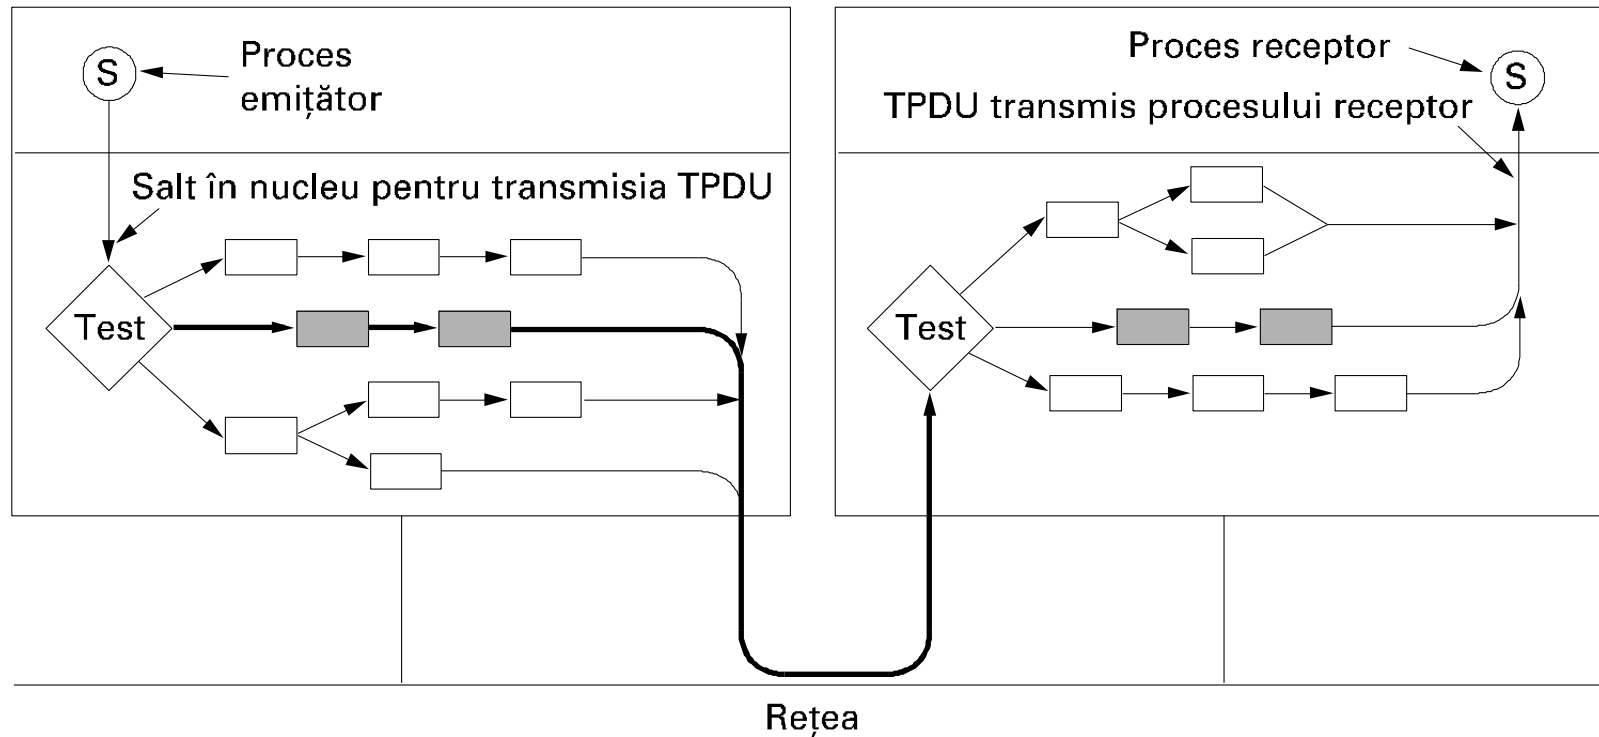 S
Proces
emițător
Salt în nucleu pentru transmisia TPDU
Test
Proces receptor
S
TPDU transmis procesului receptor
Test
Rețea